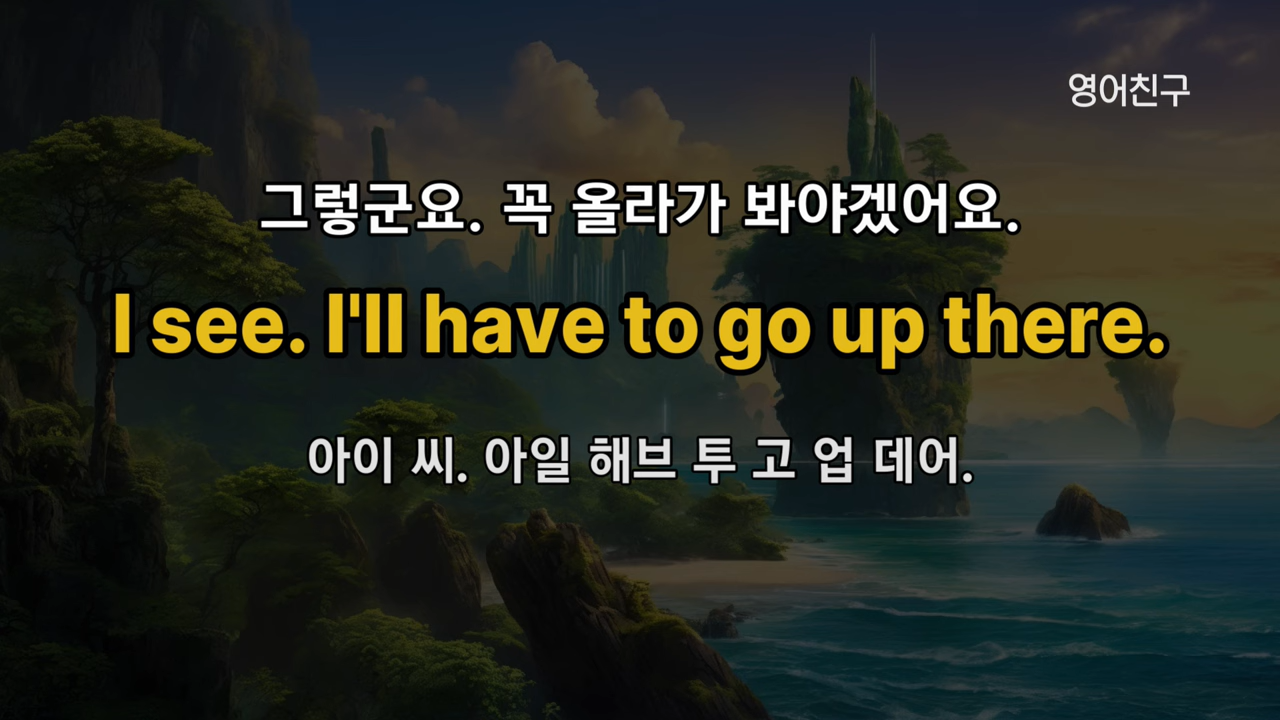 영어친구
그렇군요. 꼭 올라가 봐야겠어요.
I see. I'll have to go up there.
아이 씨. 아일 해브 투 고 업 데어.